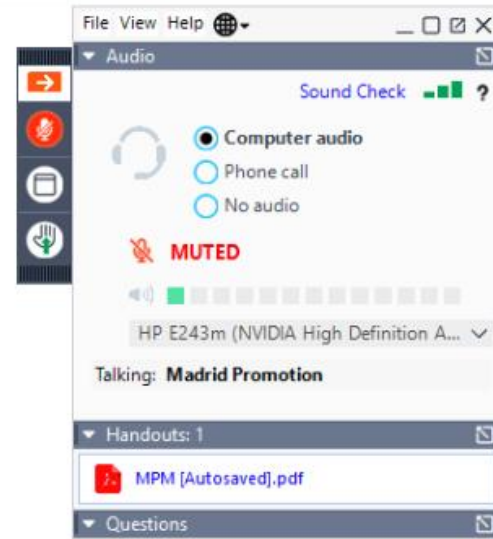 File View Help
Audio
Sound Check ?
Computer audio
Phone call
No audio
MUTED
HP E243m (NVIDIA High Definition A...
Talking: Madrid Promotion
Handouts: 1
MPM [Autosaved].pdf
Questions